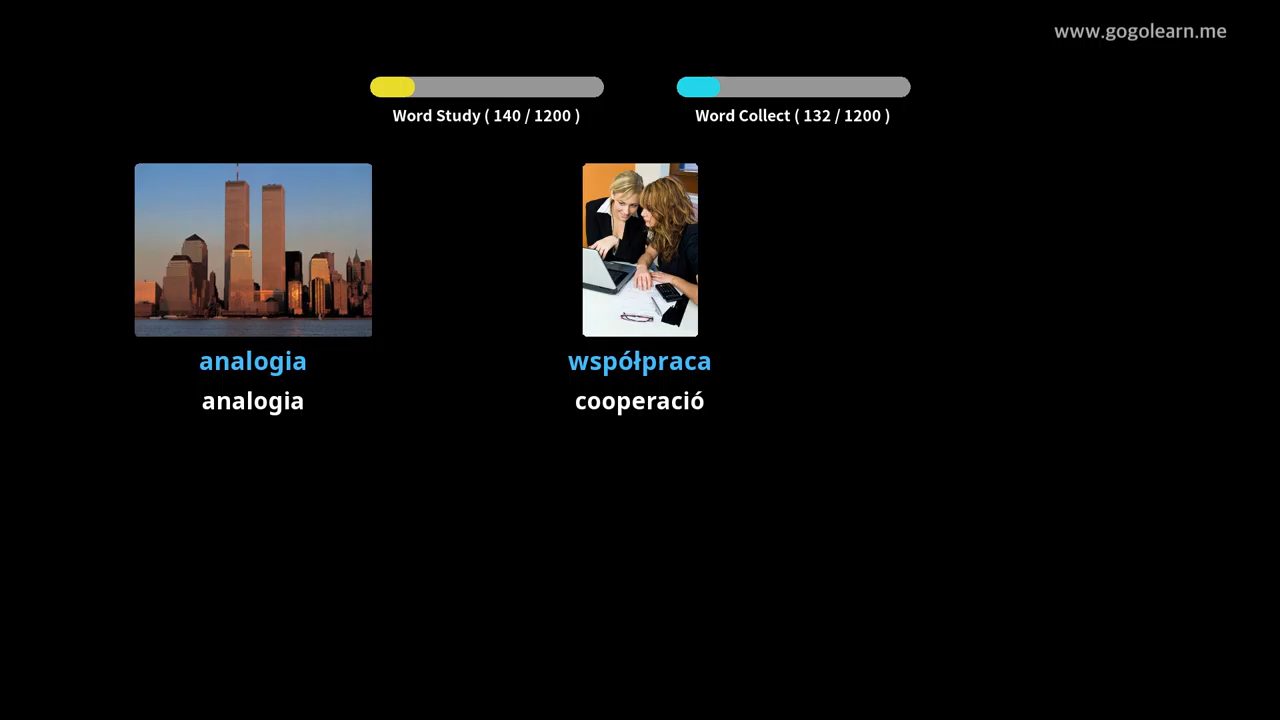 www.gogolearn.me
Word Study ( 140 / 1200 )
Word Collect ( 132 / 1200 )
analogia
analogia
współpraca
cooperació